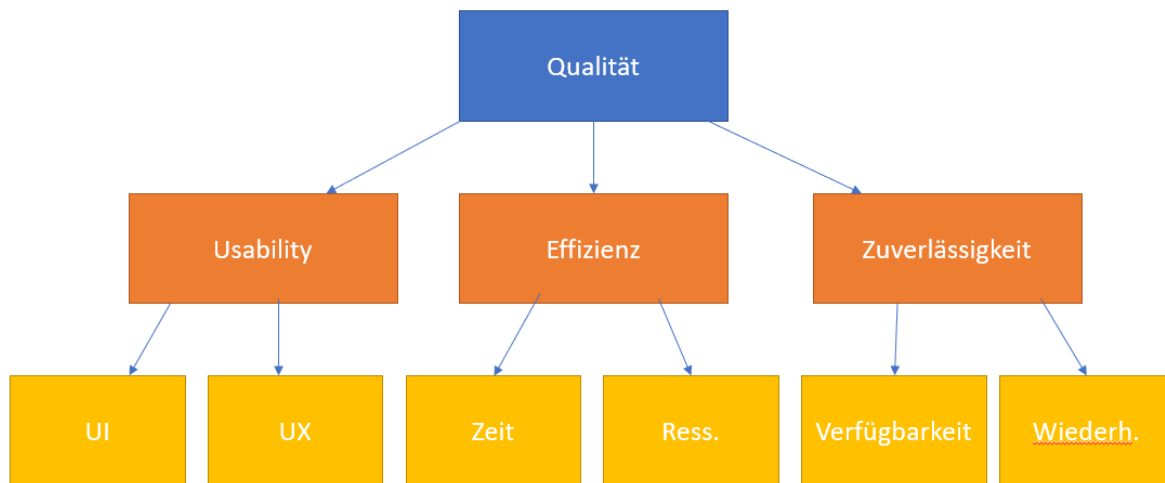 Qualität
Usability
Effizienz
Zuverlässigkeit
UI
UX
Zeit
Ress.
Verfügbarkeit
Wiederh.